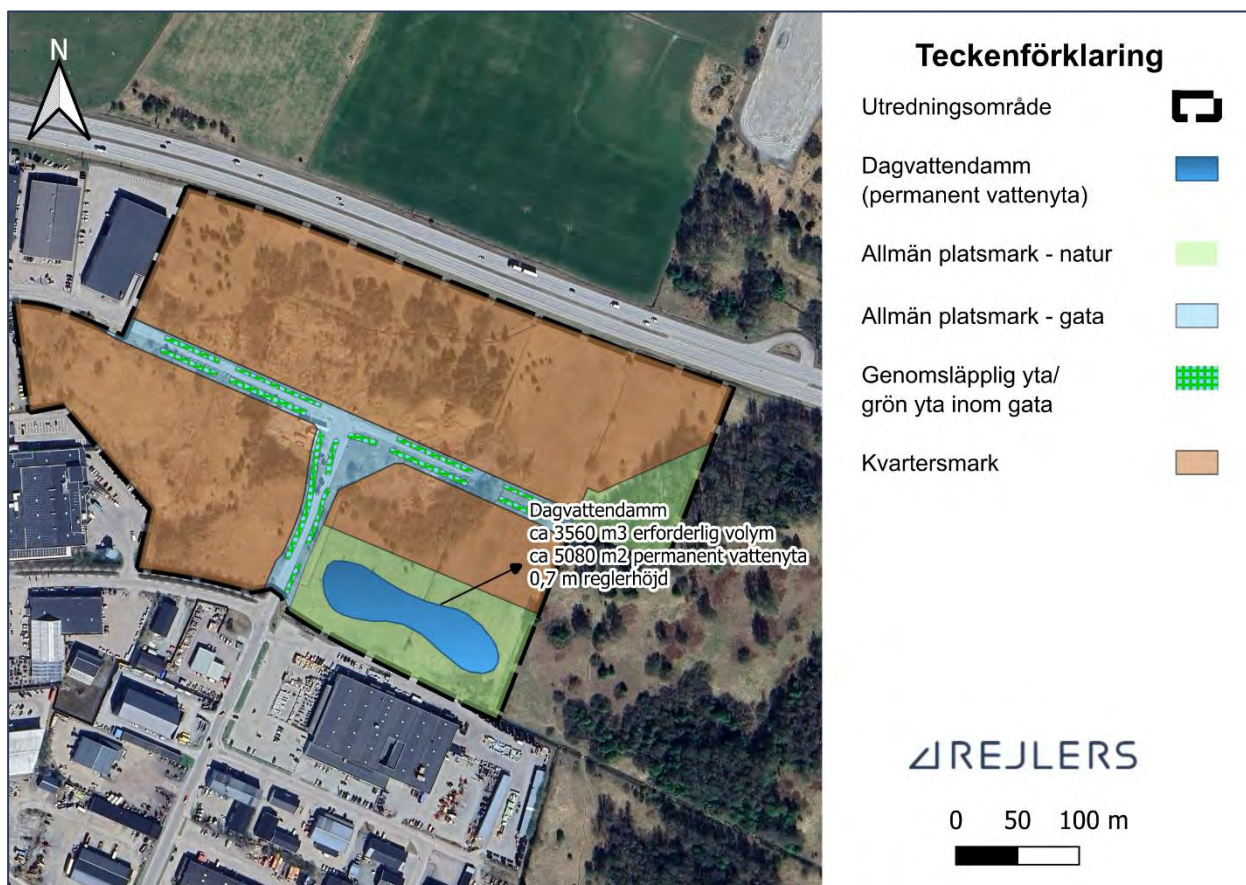 N
Dagvattendamm
ca 3560 m3 erforderlig volym
ca 5080 m2 permanent vattenyta
0,7 m reglerhöjd
Teckenförklaring
Utredningsområde
Dagvattendamm
(permanent vattenyta)
Allmän platsmark - natur
Allmän platsmark - gata
Genomsläpplig yta/
grön yta inom gata
Kvartersmark
REJLERS
0 50 100 m